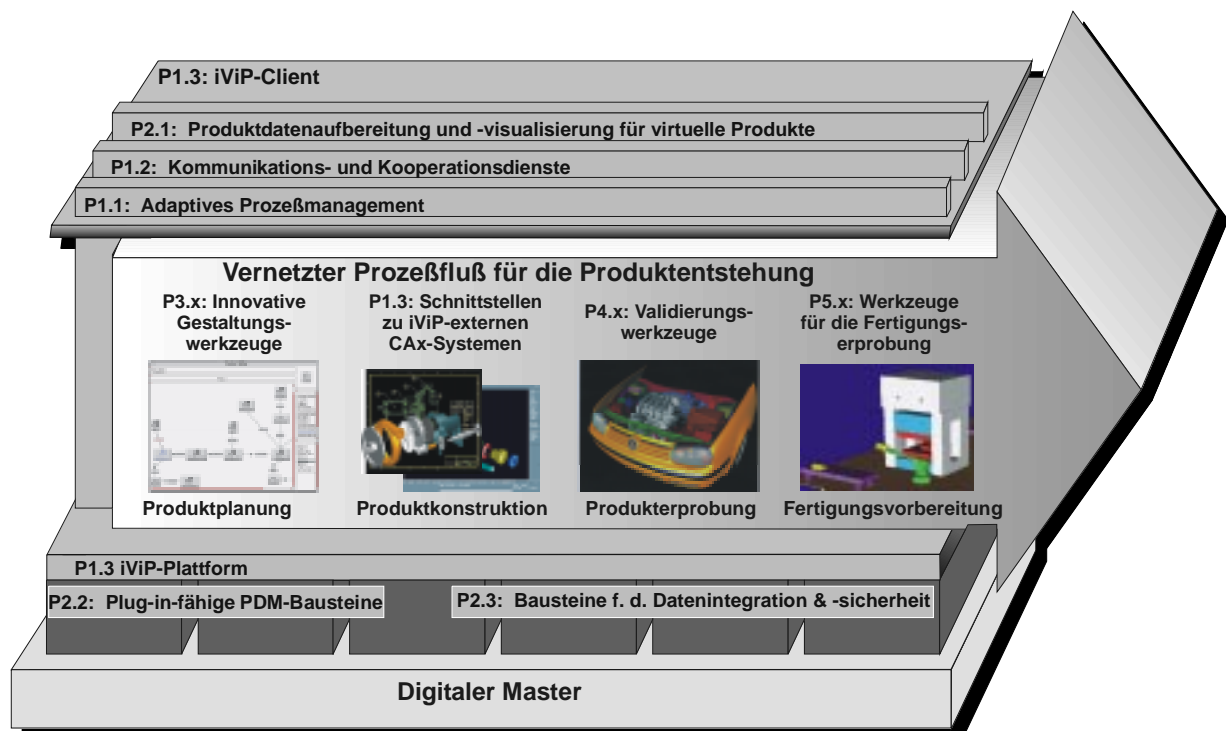 P1.3: iViP-Client
P2.1: Produktdatenaufbereitung und -visualisierung für virtuelle Produkte
P1.2: Kommunikations- und Kooperationsdienste
P1.1: Adaptives Prozeßmanagement
Vernetzter Prozeßfluß für die Produktentstehung
P3.x: Innovative
Gestaltungs-
werkzeuge
P1.3: Schnittstellen
zu iViP-externen
CAx-Systemen
P4.x: Validierungs-
werkzeuge
P5.x: Werkzeuge
für die Fertigungs-
erprobung
Produktplanung
Produktkonstruktion
Produkterprobung
Fertigungsvorbereitung
P1.3 iViP-Plattform
P2.2: Plug-in-fähige PDM-Bausteine
P2.3: Bausteine f. d. Datenintegration & -sicherheit
Digitaler Master